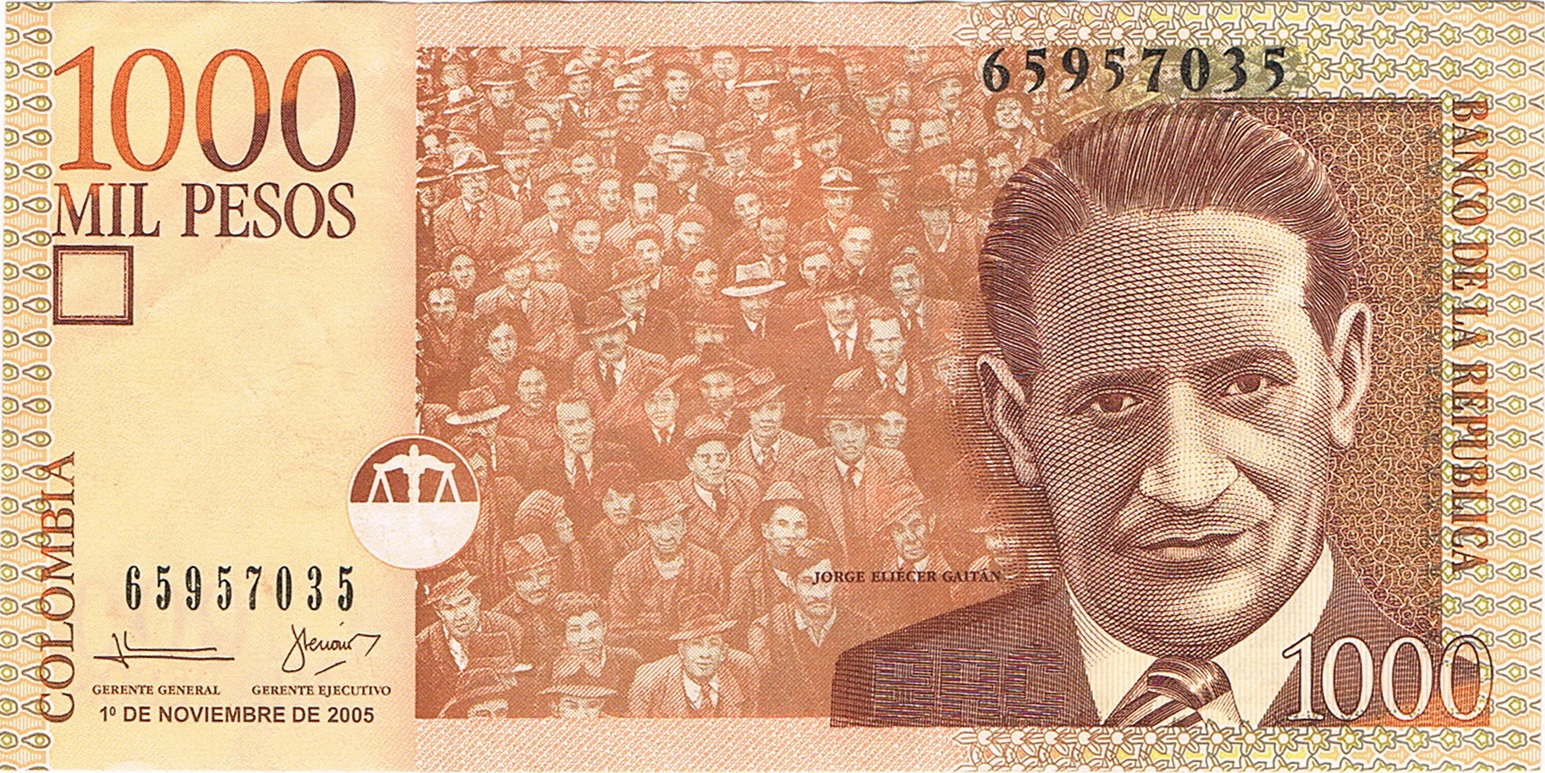 1000
MIL PESOS
65957035
BANCO DE LA REPUBLICA
COLOMBIA
JORGE ELIÉCER GAITÁN
65957035
GERENTE GENERAL GERENTE EJECUTIVO
1º DE NOVIEMBRE DE 2005
1000